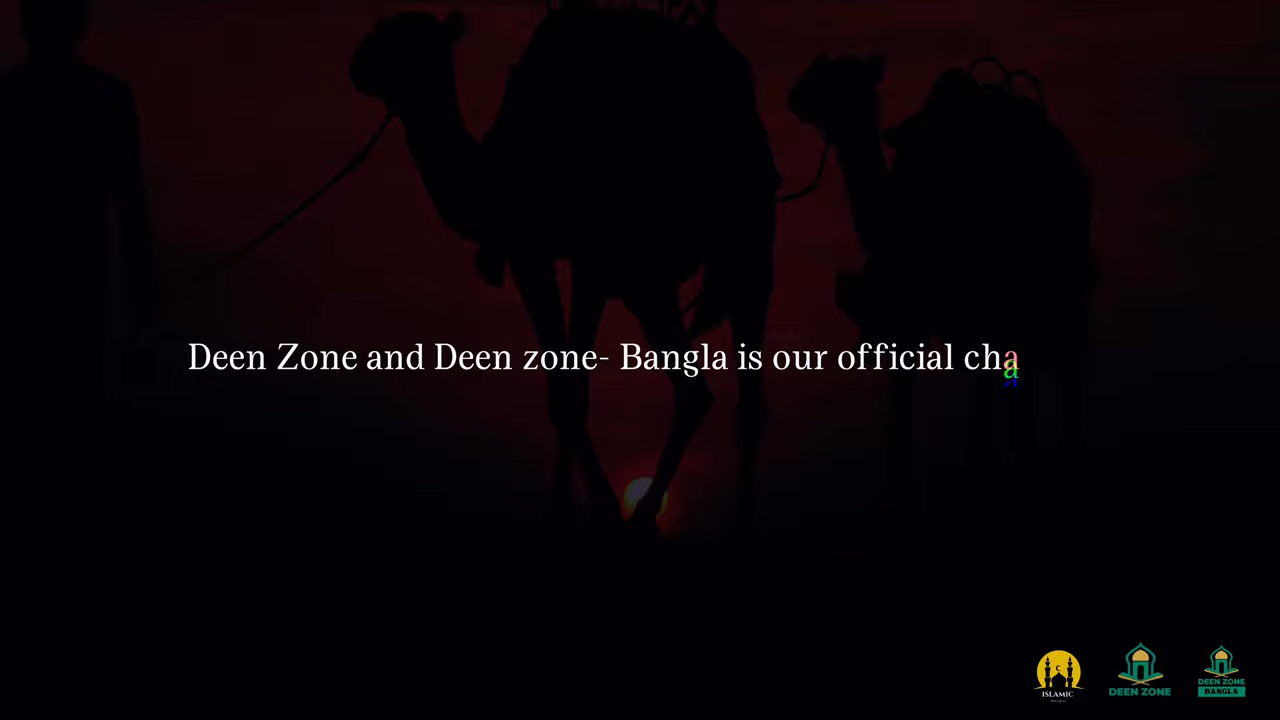 Deen Zone and Deen zone- Bangla is our official cha
ISLAMIC
DEEN ZONE
DEEN ZONE
BANGLA